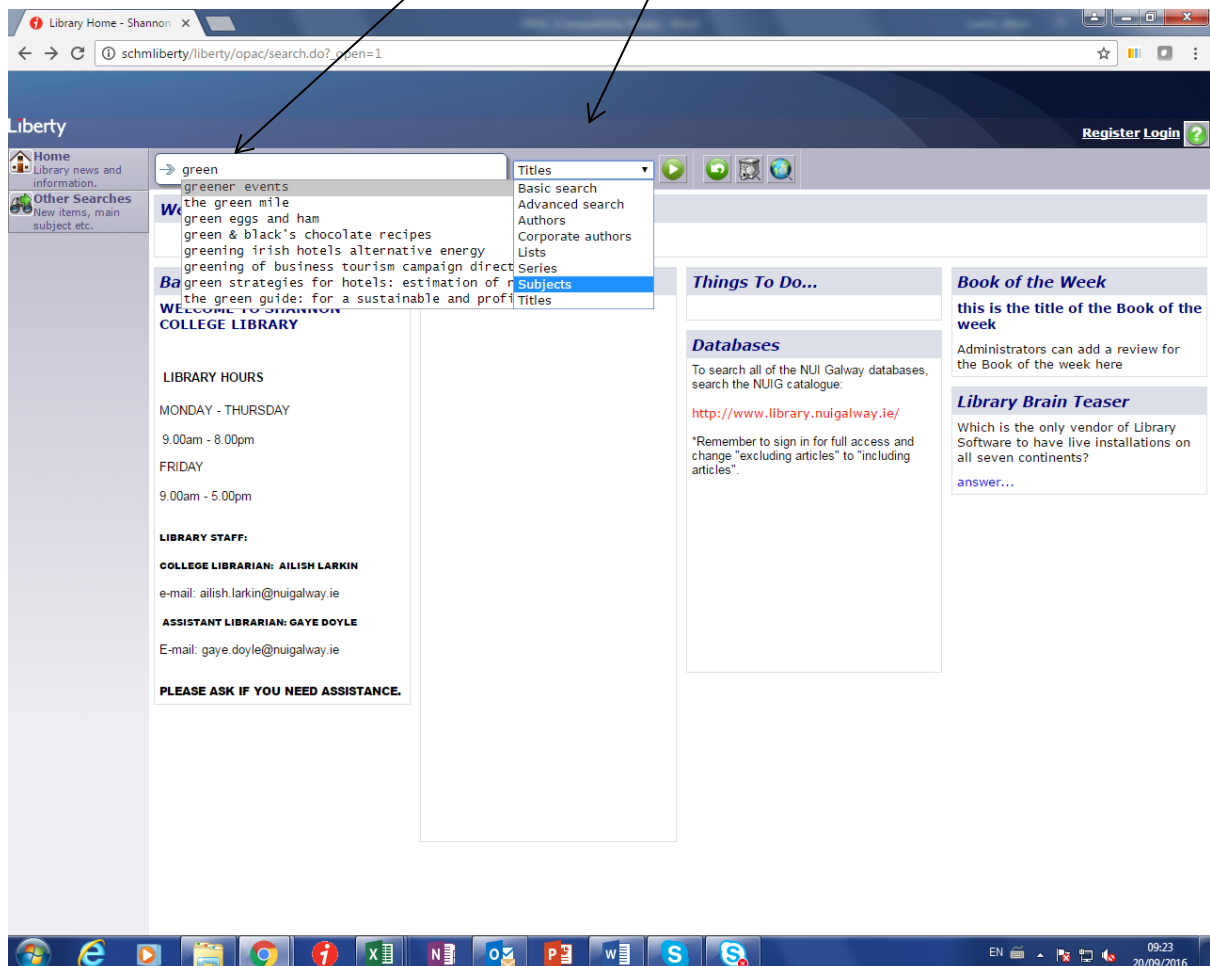 Library Home - Shannon
schmliberty/liberty/opac/search.do?_open=1
Liberty
Register Login
Home
Library news and
information.
Other Searches
New items, main
subject etc.
green
Titles
greener events
the green mile
green eggs and ham
green & black's chocolate recipes
greening irish hotels alternative energy
greening of business tourism campaign direct
green strategies for hotels: estimation of
the green guide: for a sustainable and
Basic search
Advanced search
Authors
Corporate authors
Lists
Series
Subjects
Titles
WELCOME TO SHANNON
COLLEGE LIBRARY
LIBRARY HOURS
MONDAY - THURSDAY
9.00am - 8.00pm
FRIDAY
9.00am - 5.00pm
LIBRARY STAFF:
COLLEGE LIBRARIAN: AILISH LARKIN
e-mail: ailish.larkin@nuigalway.ie
ASSISTANT LIBRARIAN: GAYE DOYLE
E-mail: gaye.doyle@nuigalway.ie
PLEASE ASK IF YOU NEED ASSISTANCE.
Things To Do...
Databases
To search all of the NUI Galway databases,
search the NUIG catalogue:
http://www.library.nuigalway.ie/
*Remember to sign in for full access and
change "excluding articles" to "including
articles".
Book of the Week
this is the title of the Book of the
week
Administrators can add a review for
the Book of the week here
Library Brain Teaser
Which is the only vendor of Library
Software to have live installations on
all seven continents?
answer...
EN
09:23
20/09/2016